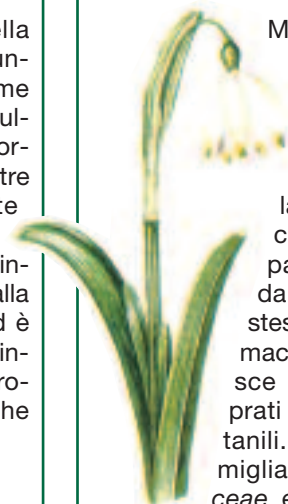 ella
un-
me
ul-
or-
tre
te
in-
alla
d è
in-
ro-
che
M
la
c
pa
da
stes
mac
sce
prati
tanili.
miglia
ceae e